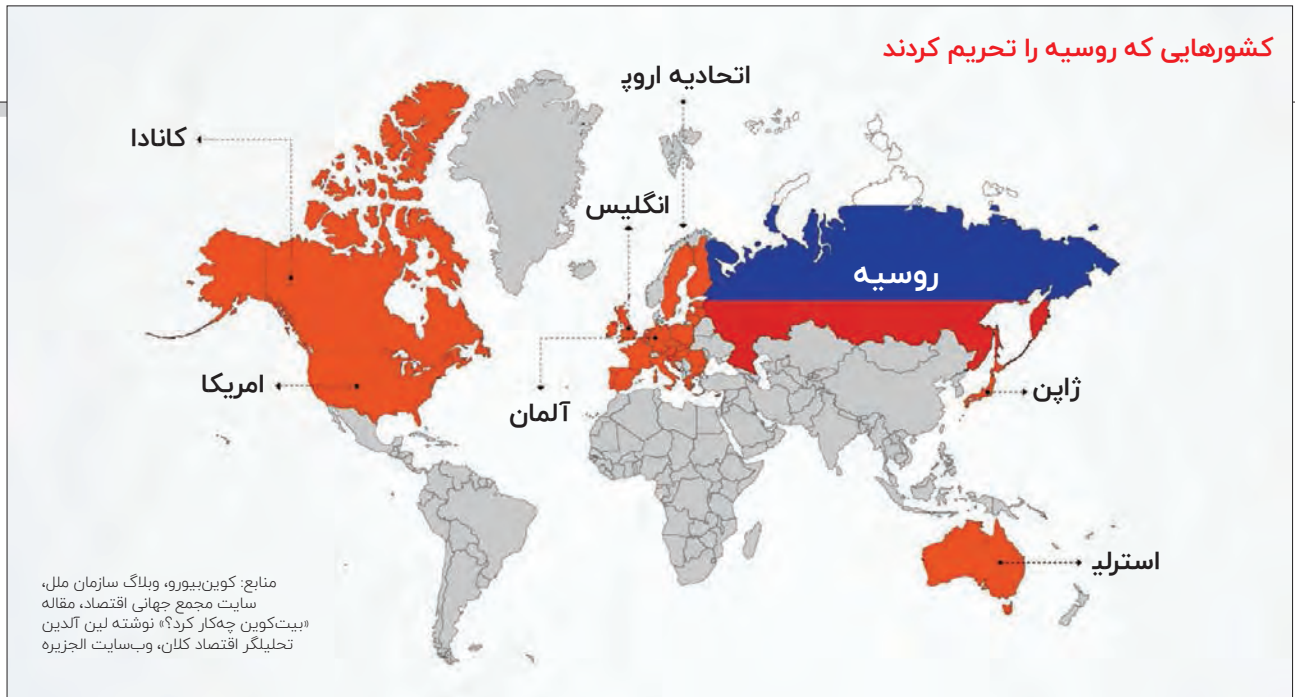 کشورهایی که روسیه را تحریم کردند
اتحادیه اروپ
کانادا
انگلیس
روسیه
امریکا
آلمان
ژاپن
استرلیـ
منابع: کوین‌بیورو، وبلاگ سازمان ملل،
سایت مجمع جهانی اقتصاد، مقاله
«بیت‌کوین چه‌کار کرد؟» نوشته لین آلدین
تحلیلگر اقتصاد کلان، وب‌سایت الجزیره